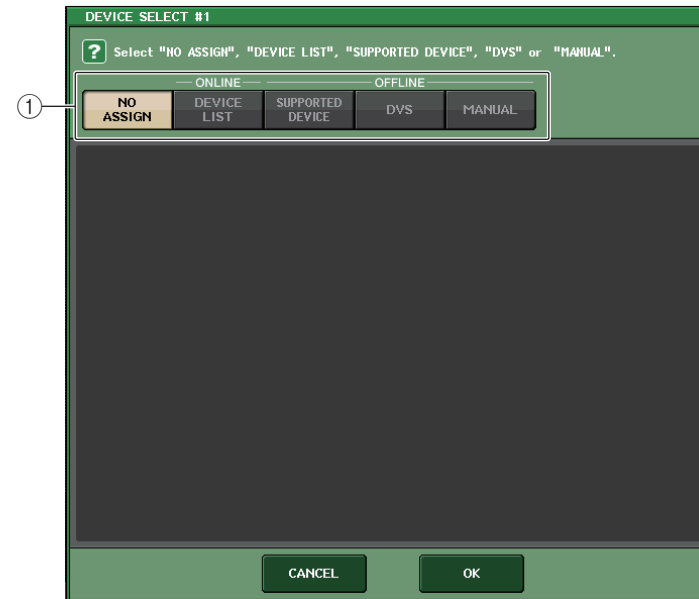 DEVICE SELECT #1
? Select "NO ASSIGN", "DEVICE LIST", "SUPPORTED DEVICE", "DVS" or "MANUAL".
ONLINE OFFLINE
① NO ASSIGN DEVICE LIST SUPPORTED DEVICE DVS MANUAL
CANCEL OK